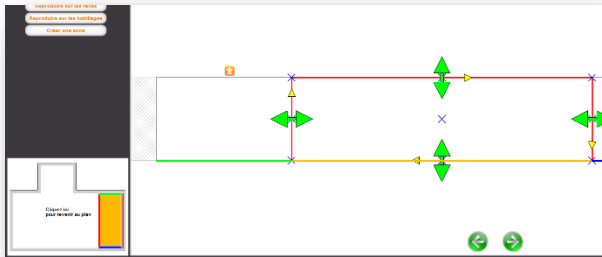 Reproduire sur les faces
Reproduire sur les habillages
Créer une zone
Cliquez ici
pour revenir au plan